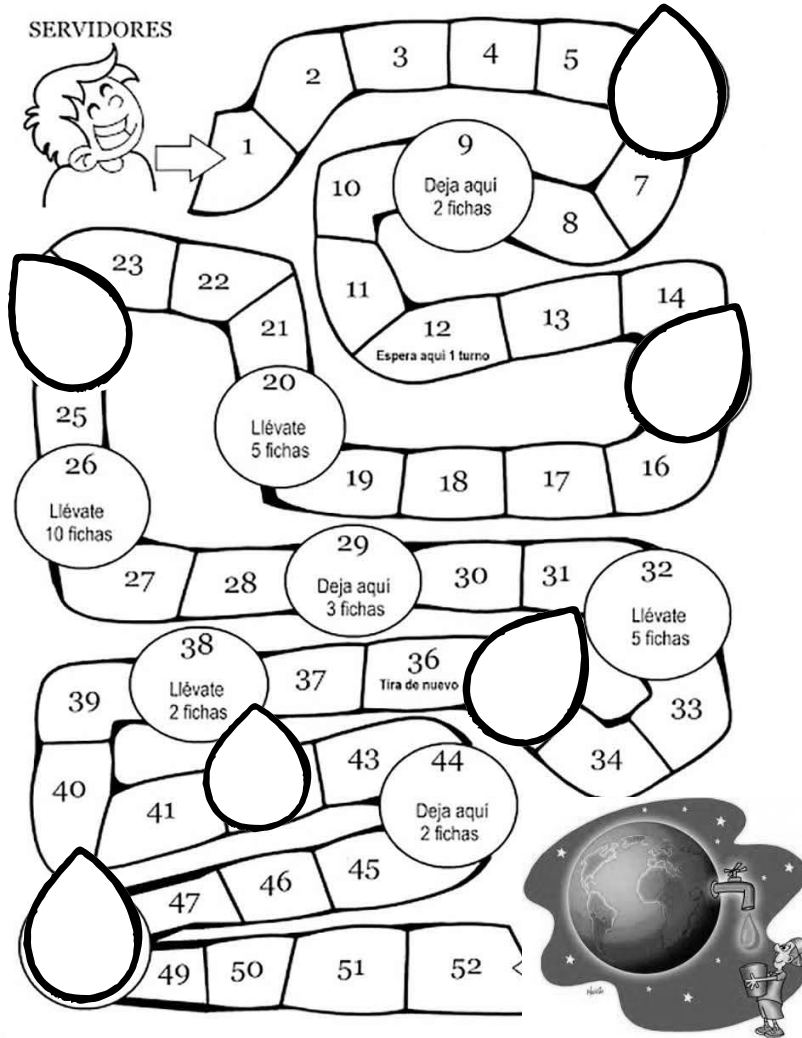 SERVIDORES
1
2
3
4
5
7
8
9
Deja aquí
2 fichas
10
11
12
Espera aquí 1 turno
13
14
16
17
18
19
20
Llévate
5 fichas
21
22
23
25
26
Llévate
10 fichas
27
28
29
Deja aquí
3 fichas
30
31
32
Llévate
5 fichas
33
34
36
Tira de nuevo
37
38
Llévate
2 fichas
39
40
41
43
44
Deja aquí
2 fichas
45
46
47
49
50
51
52